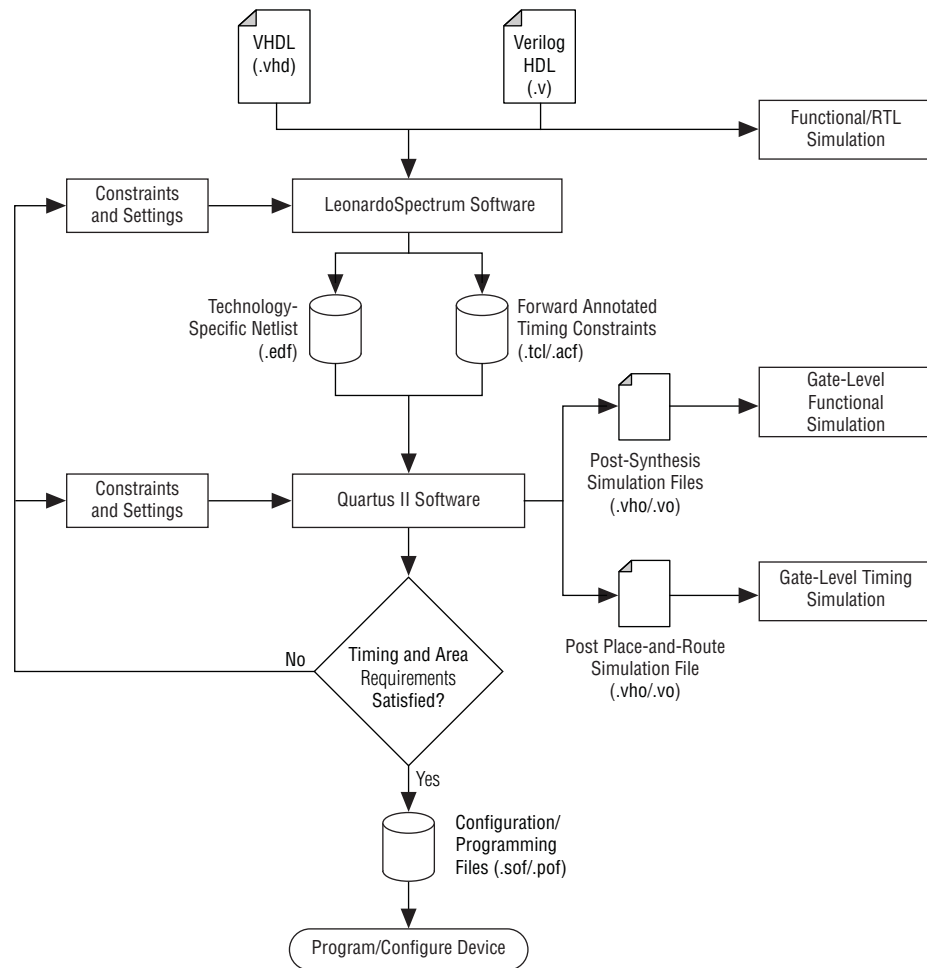 VHDL
(.vhd)
Verilog
HDL
(.v)
Functional/RTL
Simulation
Constraints
and Settings
LeonardoSpectrum Software
Technology-
Specific Netlist
(.edf)
Forward Annotated
Timing Constraints
(.tcl/.acf)
Gate-Level
Functional
Simulation
Post-Synthesis
Simulation Files
(.vho/.vo)
Constraints
and Settings
Quartus II Software
Gate-Level Timing
Simulation
Post Place-and-Route
Simulation File
(.vho/.vo)
No
Timing and Area
Requirements
Satisfied?
Yes
Configuration/
Programming
Files (.sof/.pof)
Program/Configure Device